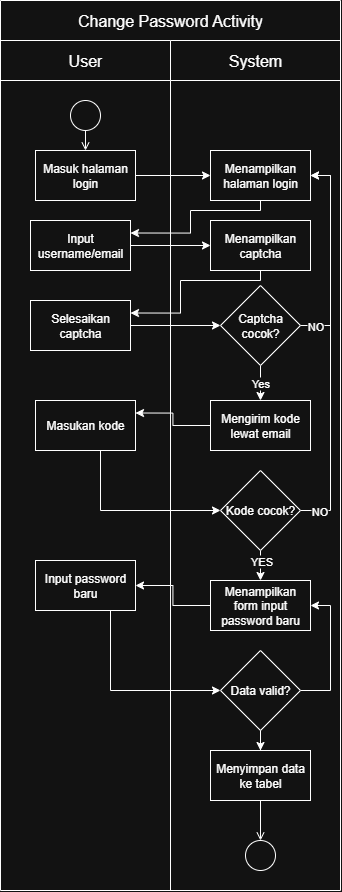 Change Password Activity
User
System
Masuk halaman
login
Menampilkan
halaman login
Input
username/email
Menampilkan
captcha
Selesaikan
captcha
Captcha
cocok?
NO
Yes
Masukan kode
Mengirim kode
lewat email
Kode cocok?
NO
YES
Input password
baru
Menampilkan
form input
password baru
Data valid?
Menyimpan data
ke tabel